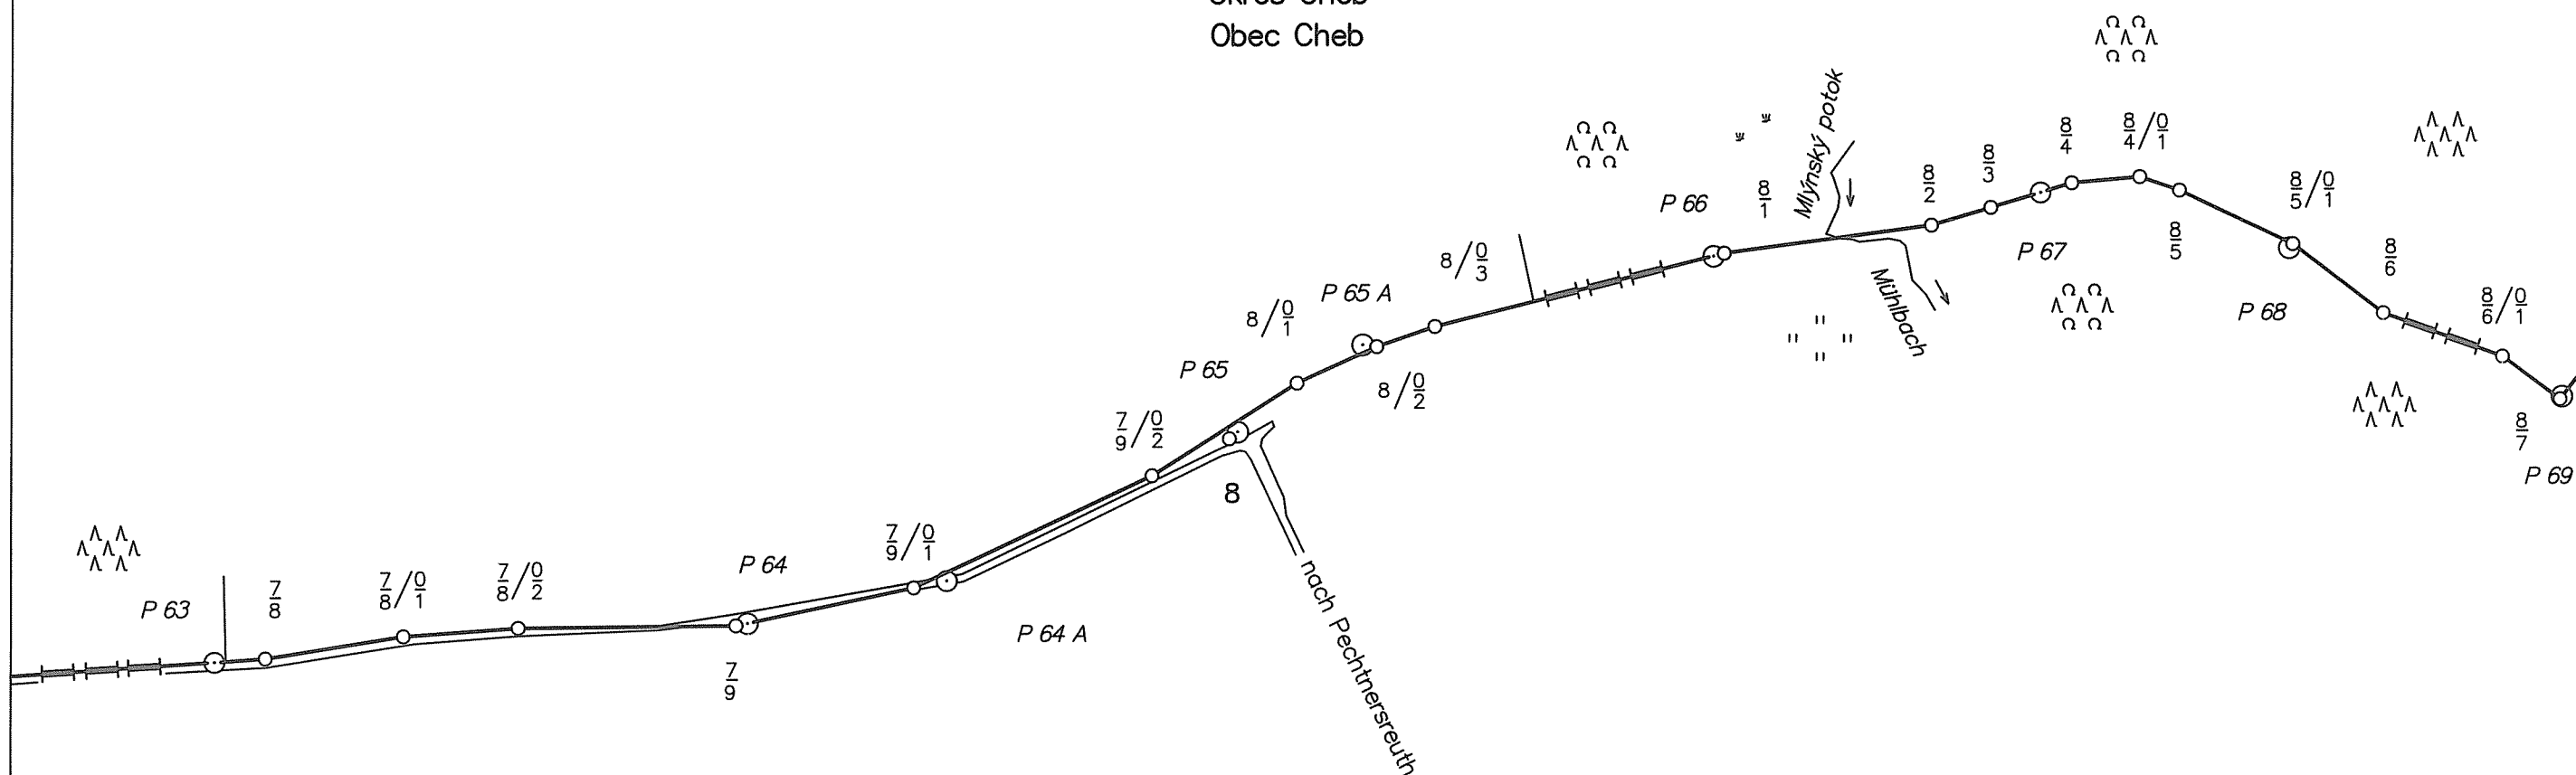 Obec Cheb
P 63
7/8
7/8/0/1
7/8/0/2
P 64
7/9
7/9/0/1
P 64 A
7/9/0/2
8
nach Pechtnersreuth
P 65
8/0/1
P 65 A
8/0/2
8/0/3
P 66
8/1
Mlýnský potok
Mühlbach
8/2
8/3
8/4
P 67
8/4/0/1
8/5
8/5/0/1
P 68
8/6
8/6/0/1
8/7
P 69